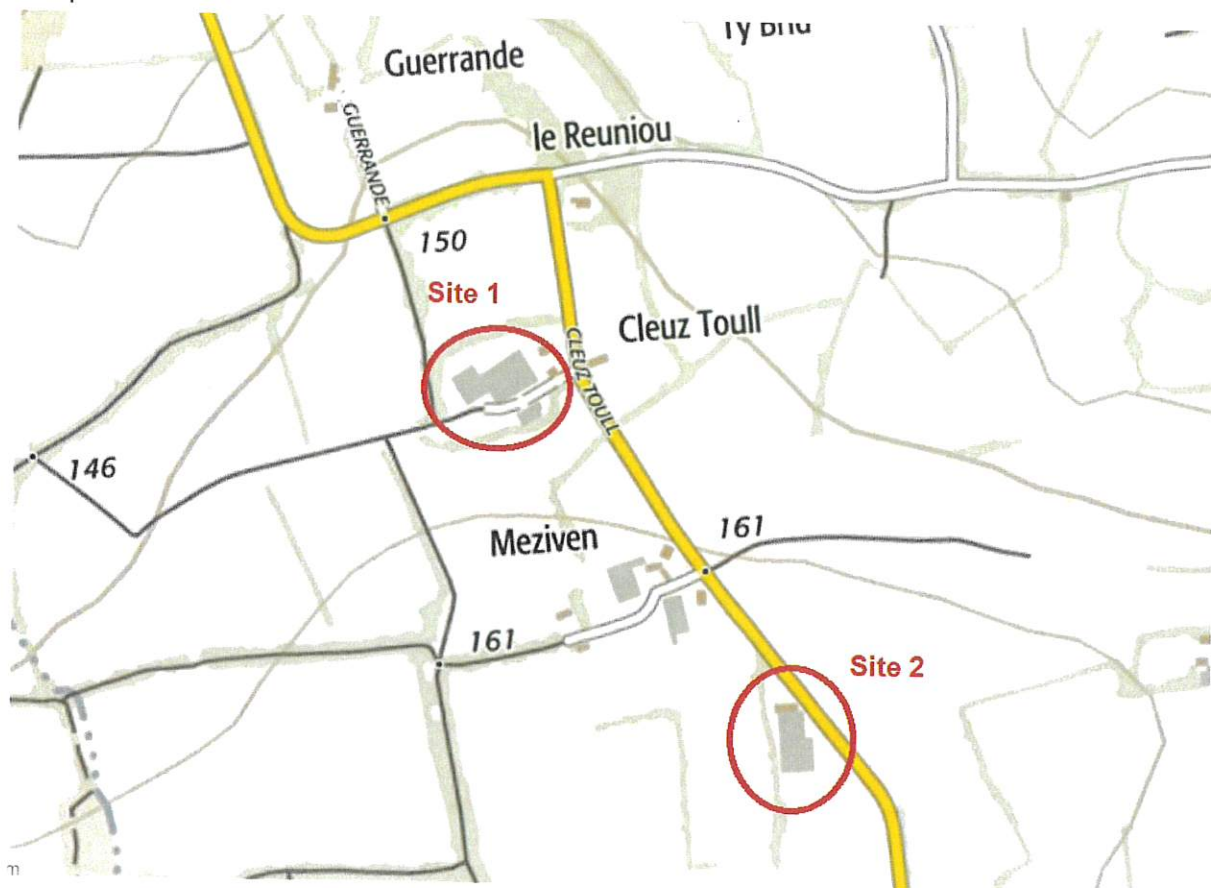 Guerrande
le Reuniou
GUERRANDE
150
Site 1
Cleuz Toull
CLEUZ TOULL
146
Meziven
161
161
Site 2
m